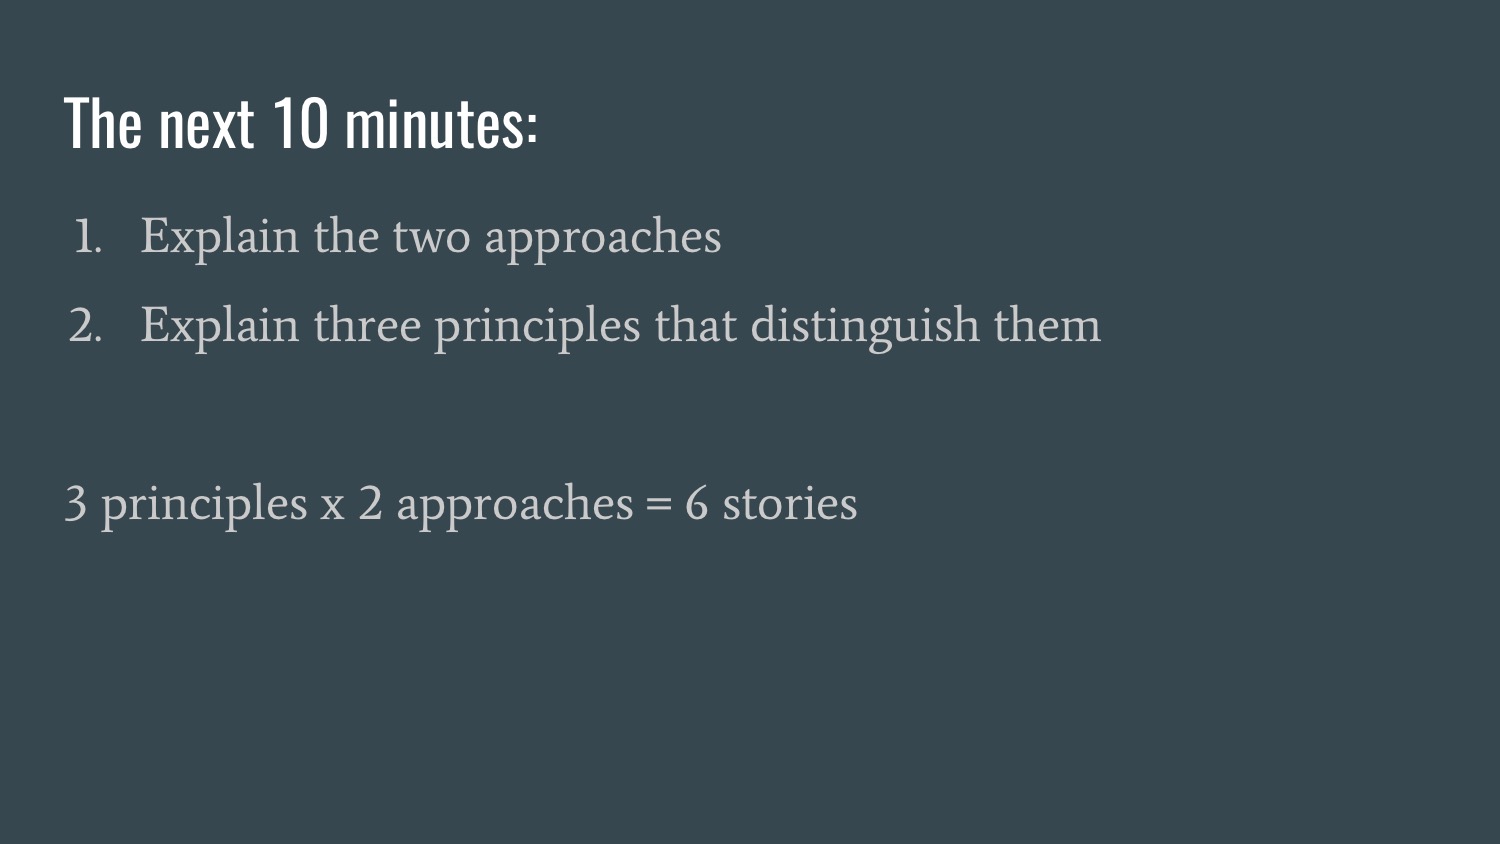 The next 10 minutes:
1. Explain the two approaches
2. Explain three principles that distinguish them
3 principles x 2 approaches = 6 stories